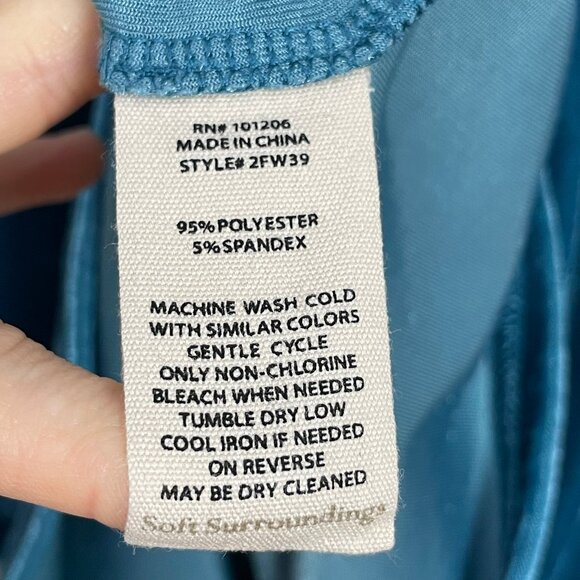 RN# 101206
MADE IN CHINA
STYLE# 2FW39
95% POLYESTER
5% SPANDEX
MACHINE WASH COLD
WITH SIMILAR COLORS
GENTLE CYCLE
ONLY NON-CHLORINE
BLEACH WHEN NEEDED
TUMBLE DRY LOW
COOL IRON IF NEEDED
ON REVERSE
MAY BE DRY CLEANED
Soft Surroundings